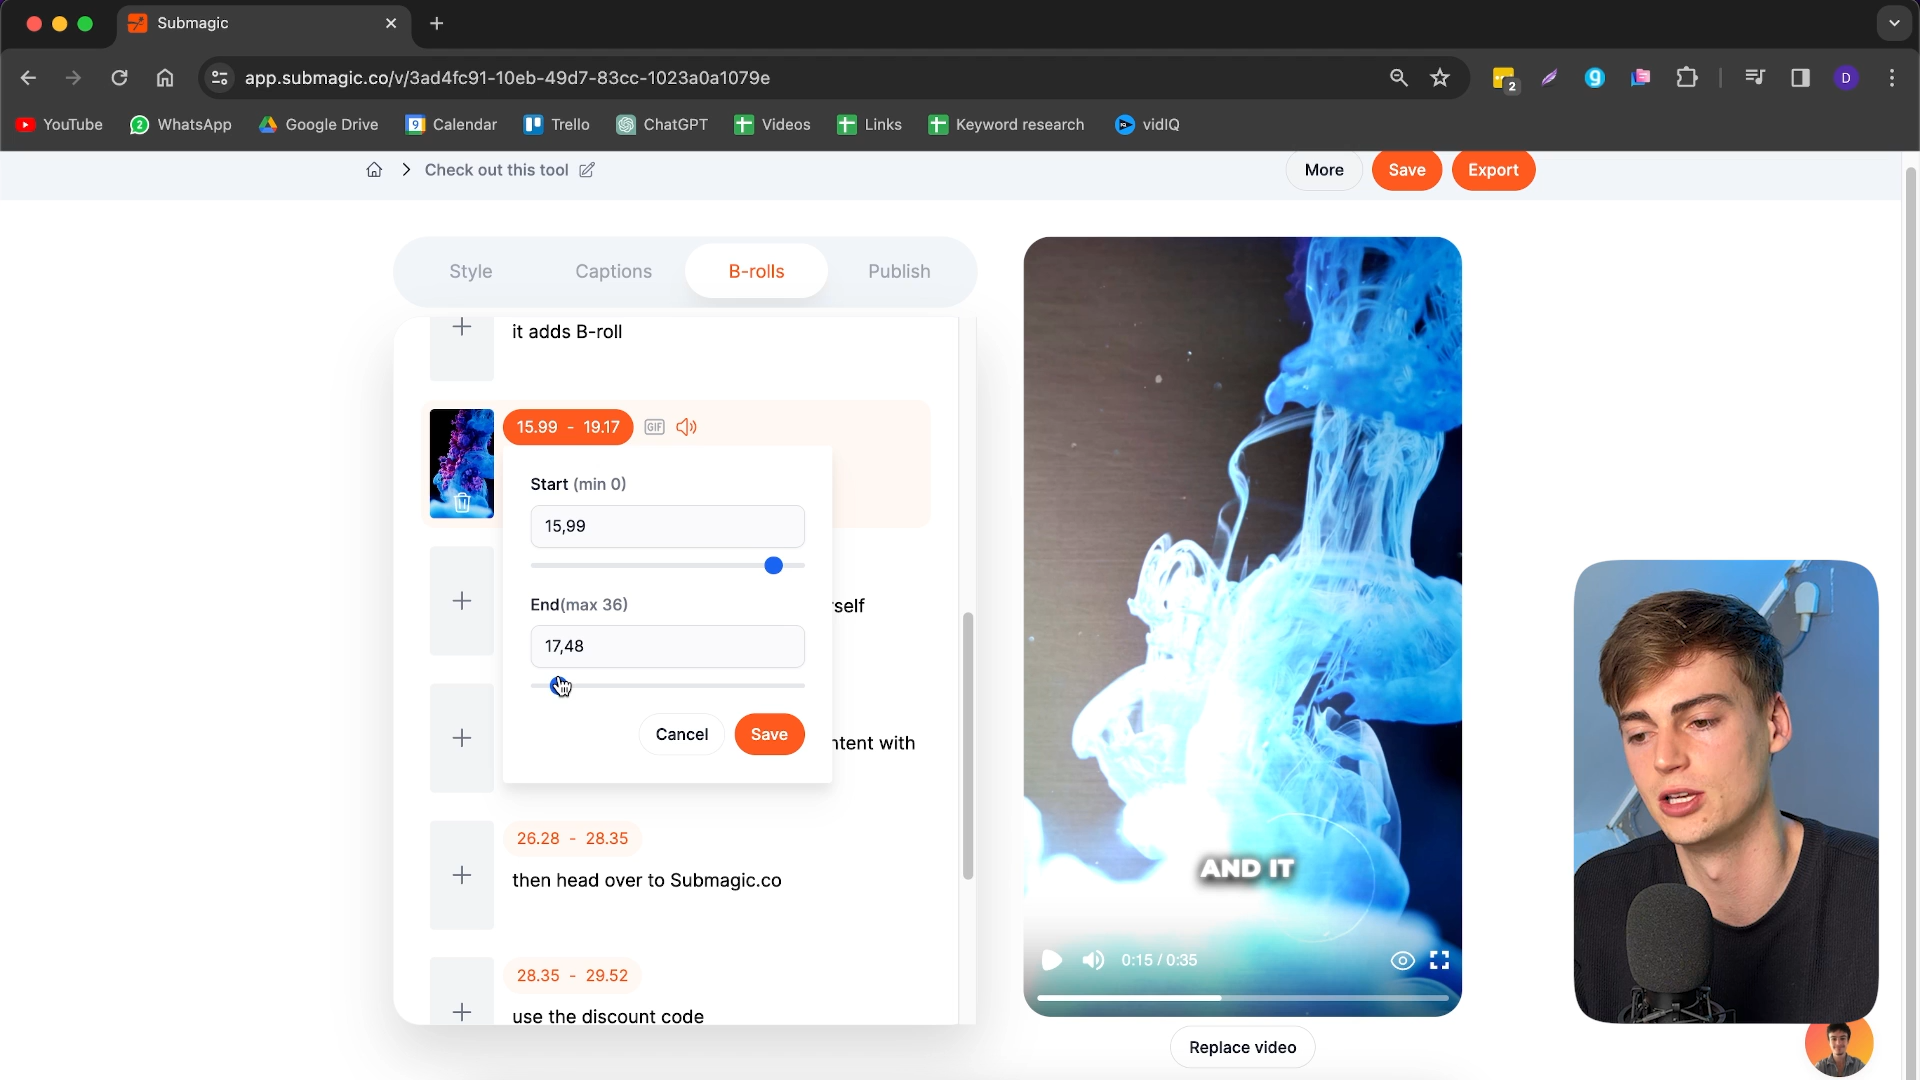 Submagic
app.submagic.co/v/3ad4fc91-10eb-49d7-83cc-1023a0a1079e
2
D
YouTube
2 WhatsApp
Google Drive
9 Calendar
Trello
ChatGPT
Videos
Links
Keyword research
vidIQ
Check out this tool
More
Save
Export
Style
Captions
B-rolls
Publish
it adds B-roll
15.99 - 19.17
GIF
Start (min 0)
15,99
End(max 36)
17,48
Cancel
Save
rself
ntent with
26.28 - 28.35
then head over to Submagic.co
28.35 - 29.52
use the discount code
AND IT
0:15 / 0:35
Replace video